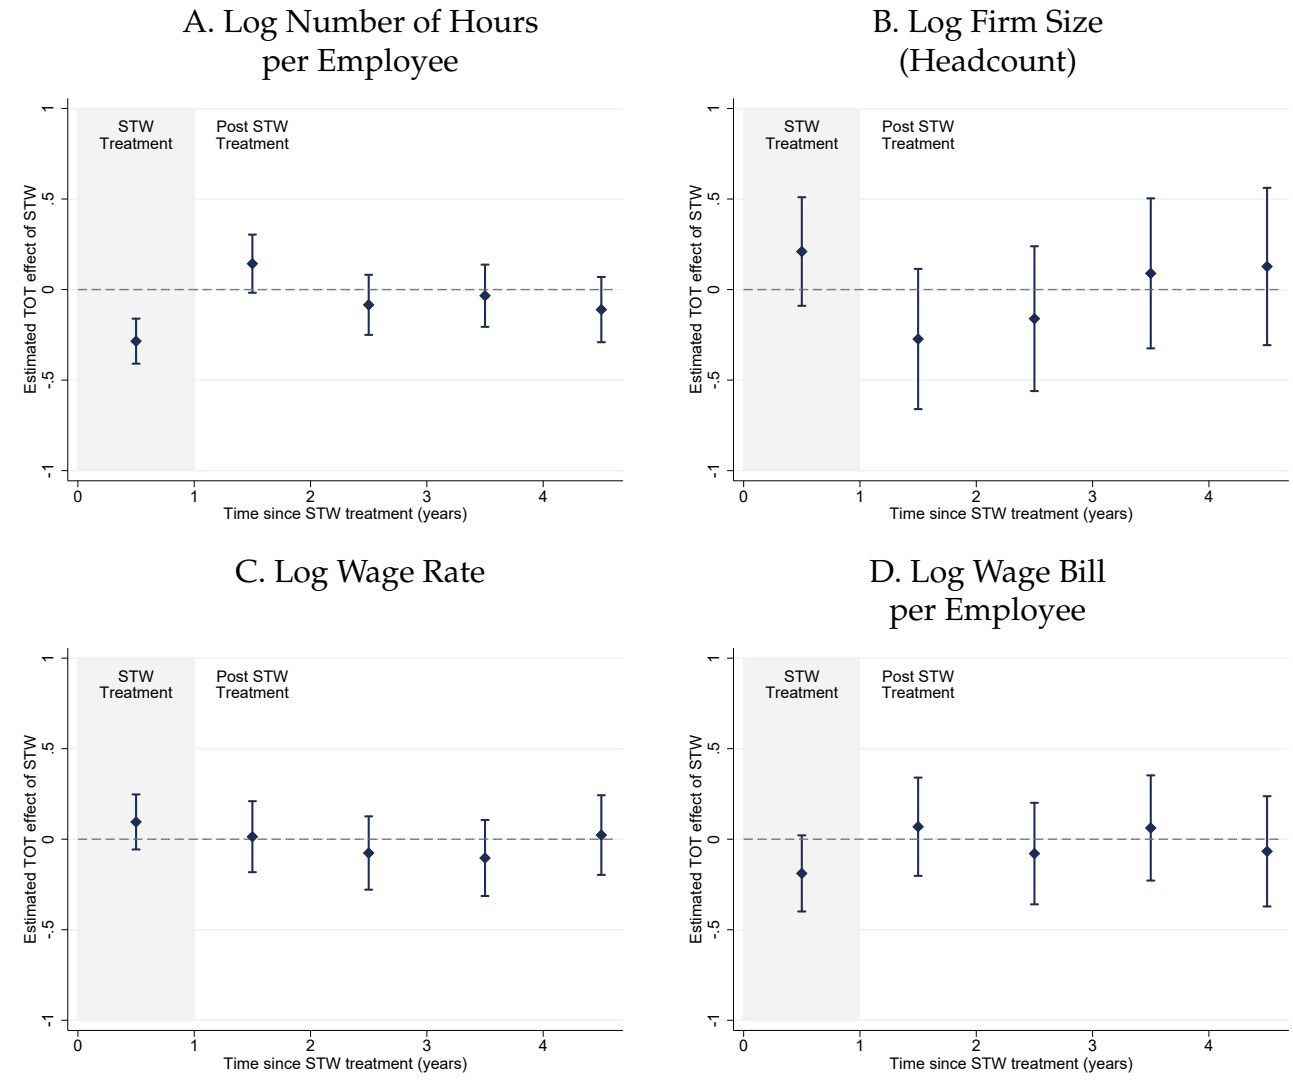 A. Log Number of Hours
per Employee
1
.5
0
-.5
-1
Estimated TOT effect of STW
STW
Treatment
Post STW
Treatment
0
1
2
3
4
Time since STW treatment (years)
B. Log Firm Size
(Headcount)
1
.5
0
-.5
-1
Estimated TOT effect of STW
STW
Treatment
Post STW
Treatment
0
1
2
3
4
Time since STW treatment (years)
C. Log Wage Rate
1
.5
0
-.5
-1
Estimated TOT effect of STW
STW
Treatment
Post STW
Treatment
0
1
2
3
4
Time since STW treatment (years)
D. Log Wage Bill
per Employee
1
.5
0
-.5
-1
Estimated TOT effect of STW
STW
Treatment
Post STW
Treatment
0
1
2
3
4
Time since STW treatment (years)